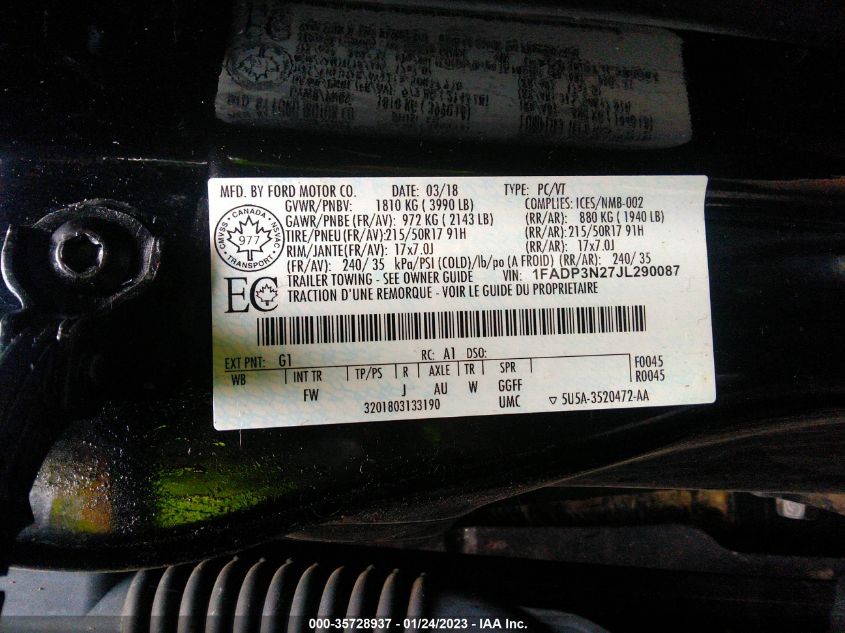 MFD. BY FORD MOTOR CO. DATE: 03/18 TYPE: PC/VT
GVWR/PNBV: 1810 KG ( 3990 LB) COMPLIES: ICES/NMB-002
GAWR/PNBE (FR/AV): 972 KG ( 2143 LB) (RR/AR): 880 KG ( 1940 LB)
TIRE/PNEU(FR/AV):215/50R17 91H (RR/AR):215/50R17 91H
RIM/JANTE(FR/AV): 17x7.0J (RR/AR): 17x7.0J
(FR/AV): 240/ 35 kPa/PSI (COLD)/lb/po (A FROID) (RR/AR): 240/ 35
TRAILER TOWING - SEE OWNER GUIDE VIN: 1FADP3N27JL290087
TRACTION D'UNE REMORQUE - VOIR LE GUIDE DU PROPRIETAIRE
CANADA
CMVSS NSVAC
977
TRANSPORT
EC
EXT PNT: G1 RC: A1 DSO: F0045
WB INT TR TP/PS R AXLE TR SPR R0045
FW J AU W GGFF
3201803133190 UMC ▽ 5U5A-3520472-AA
000-35728937 - 01/24/2023 - IAA Inc.